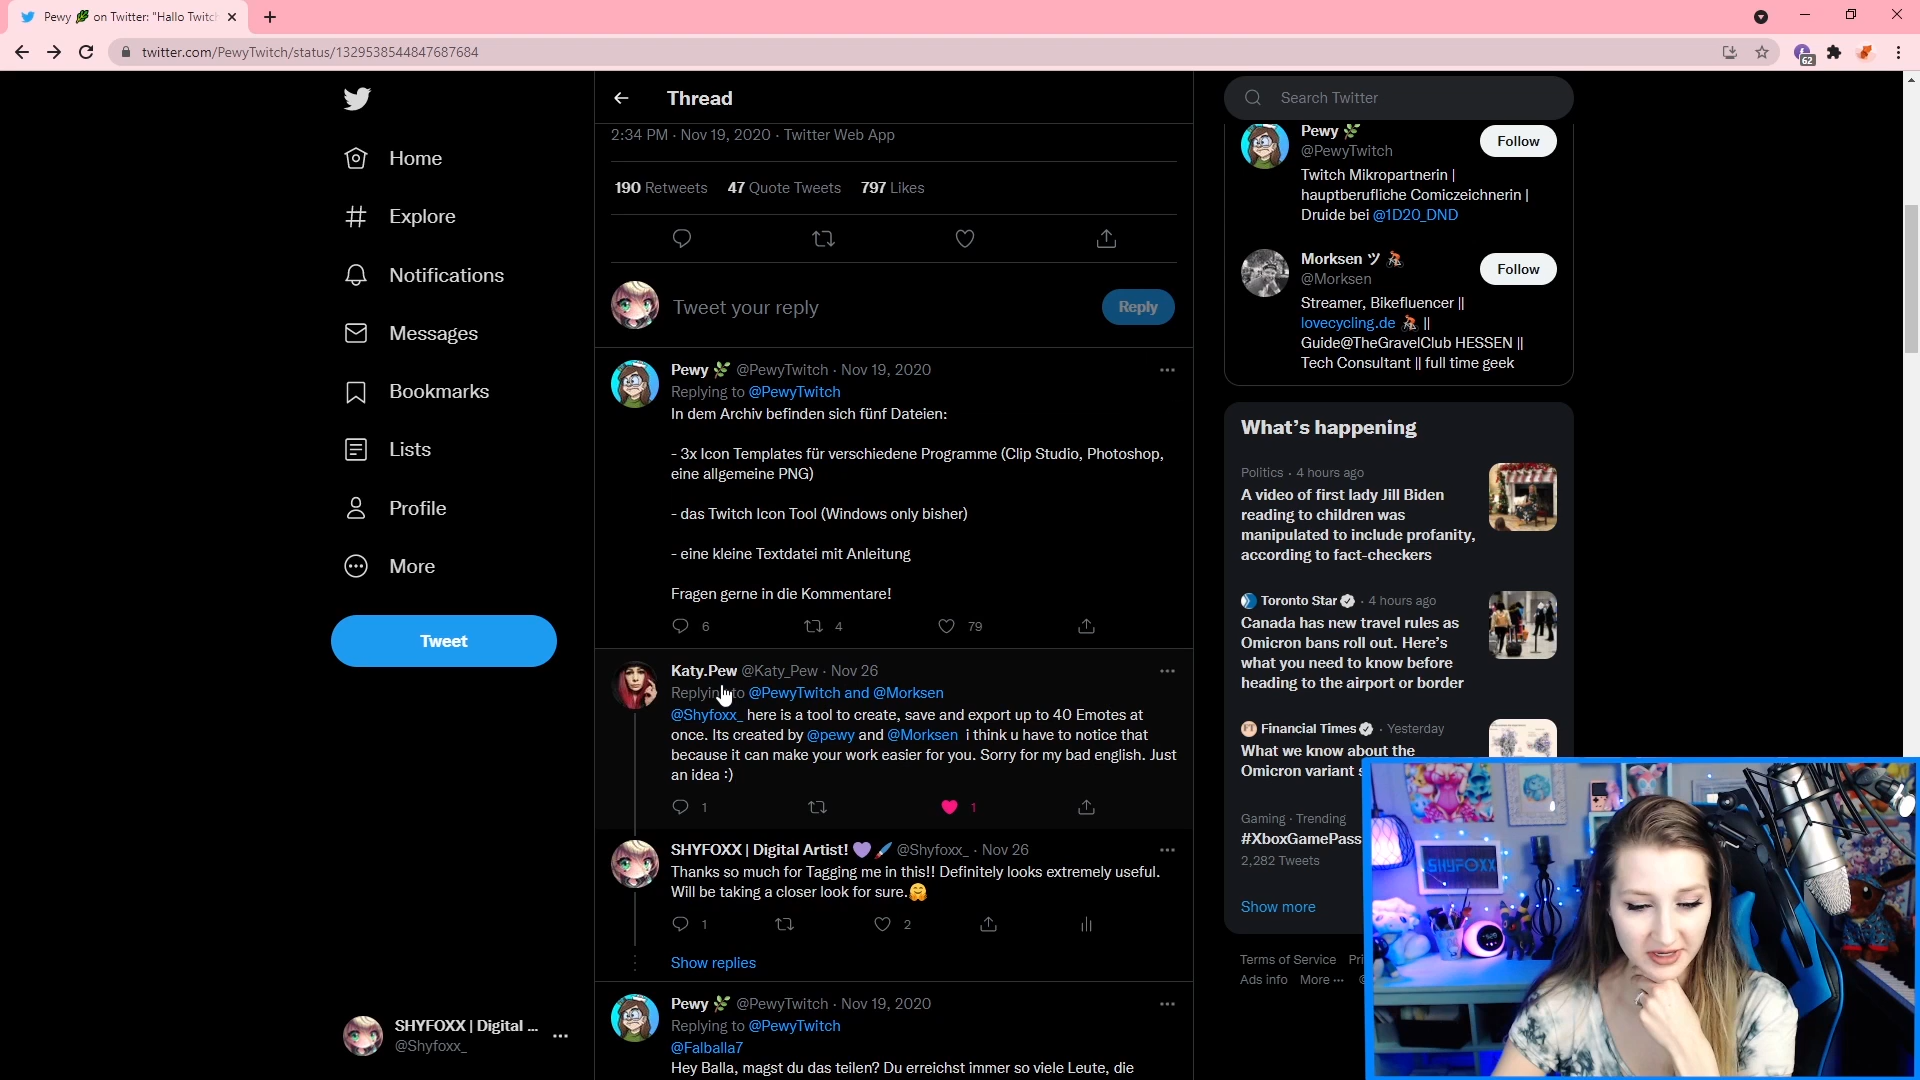 Pewy 🌿 on Twitter: "Hallo Twitch
twitter.com/PewyTwitch/status/1329538544847687684
62
Home
Explore
Notifications
Messages
Bookmarks
Lists
Profile
More
Tweet
SHYFOXX | Digital ...
@Shyfoxx_
Thread
2:34 PM · Nov 19, 2020 · Twitter Web App
190 Retweets 47 Quote Tweets 797 Likes
Tweet your reply
Reply
Pewy 🌿 @PewyTwitch · Nov 19, 2020
Replying to @PewyTwitch
In dem Archiv befinden sich fünf Dateien:
- 3x Icon Templates für verschiedene Programme (Clip Studio, Photoshop,
eine allgemeine PNG)
- das Twitch Icon Tool (Windows only bisher)
- eine kleine Textdatei mit Anleitung
Fragen gerne in die Kommentare!
6 4 79
Katy.Pew @Katy_Pew · Nov 26
Replying to @PewyTwitch and @Morksen
@Shyfoxx_ here is a tool to create, save and export up to 40 Emotes at
once. Its created by @pewy and @Morksen i think u have to notice that
because it can make your work easier for you. Sorry for my bad english. Just
an idea :)
1 1
SHYFOXX | Digital Artist! 💜🖌️ @Shyfoxx_ · Nov 26
Thanks so much for Tagging me in this!! Definitely looks extremely useful.
Will be taking a closer look for sure.🤗
1 2
Show replies
Pewy 🌿 @PewyTwitch · Nov 19, 2020
Replying to @PewyTwitch
@Falballa7
Hey Balla, magst du das teilen? Du erreichst immer so viele Leute, die
Search Twitter
Pewy 🌿
@PewyTwitch
Follow
Twitch Mikropartnerin |
hauptberufliche Comiczeichnerin |
Druide bei @1D20_DND
Morksen ツ 🚴
@Morksen
Follow
Streamer, Bikefluencer ||
lovecycling.de 🚴 ||
Guide@TheGravelClub HESSEN ||
Tech Consultant || full time geek
What's happening
Politics · 4 hours ago
A video of first lady Jill Biden
reading to children was
manipulated to include profanity,
according to fact-checkers
Toronto Star · 4 hours ago
Canada has new travel rules as
Omicron bans roll out. Here's
what you need to know before
heading to the airport or border
Financial Times · Yesterday
What we know about the
Omicron variant
Gaming · Trending
#XboxGamePass
2,282 Tweets
Show more
Terms of Service Pri
Ads info More ···
SHYFOXX